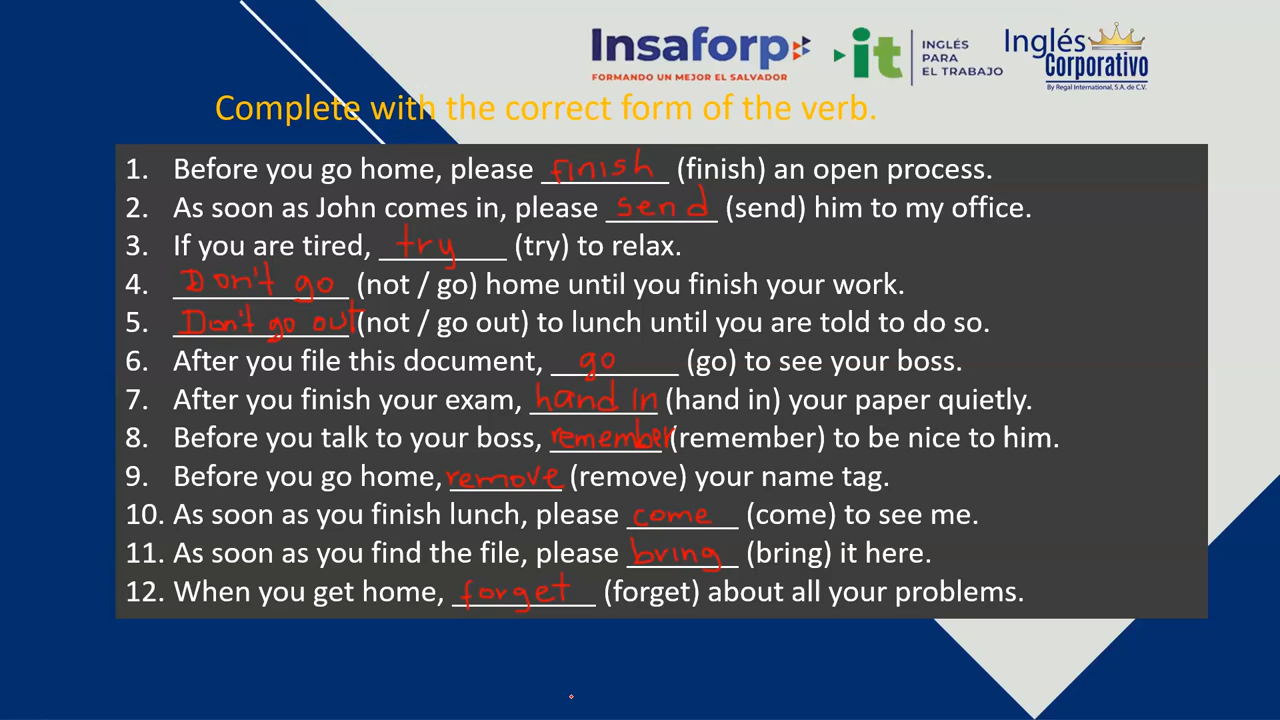 Insaforp
FORMANDO UN MEJOR EL SALVADOR
it
INGLÉS
PARA
EL TRABAJO
Inglés
Corporativo
By Regal International, S.A. de C.V.
Complete with the correct form of the verb.
1. Before you go home, please finish (finish) an open process.
2. As soon as John comes in, please send (send) him to my office.
3. If you are tired, try (try) to relax.
4. Don't go (not / go) home until you finish your work.
5. Don't go out (not / go out) to lunch until you are told to do so.
6. After you file this document, go (go) to see your boss.
7. After you finish your exam, hand in (hand in) your paper quietly.
8. Before you talk to your boss, remember (remember) to be nice to him.
9. Before you go home, remove (remove) your name tag.
10. As soon as you finish lunch, please come (come) to see me.
11. As soon as you find the file, please bring (bring) it here.
12. When you get home, forget (forget) about all your problems.